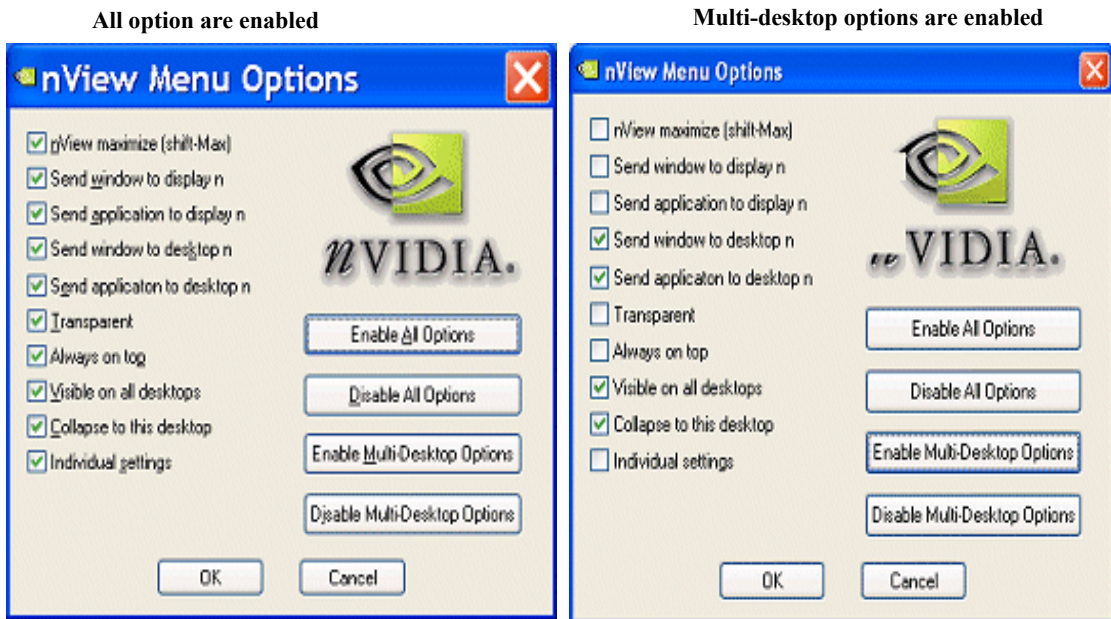 All option are enabled
nView Menu Options
nView maximize (shift-Max)
Send window to display n
Send application to display n
Send window to desktop n
Send applicaton to desktop n
Transparent
Always on top
Visible on all desktops
Collapse to this desktop
Individual settings
nVIDIA.
Enable All Options
Disable All Options
Enable Multi-Desktop Options
Disable Multi-Desktop Options
OK
Cancel
Multi-desktop options are enabled
nView Menu Options
nView maximize (shift-Max)
Send window to display n
Send application to display n
Send window to desktop n
Send applicaton to desktop n
Transparent
Always on top
Visible on all desktops
Collapse to this desktop
Individual settings
nVIDIA.
Enable All Options
Disable All Options
Enable Multi-Desktop Options
Disable Multi-Desktop Options
OK
Cancel